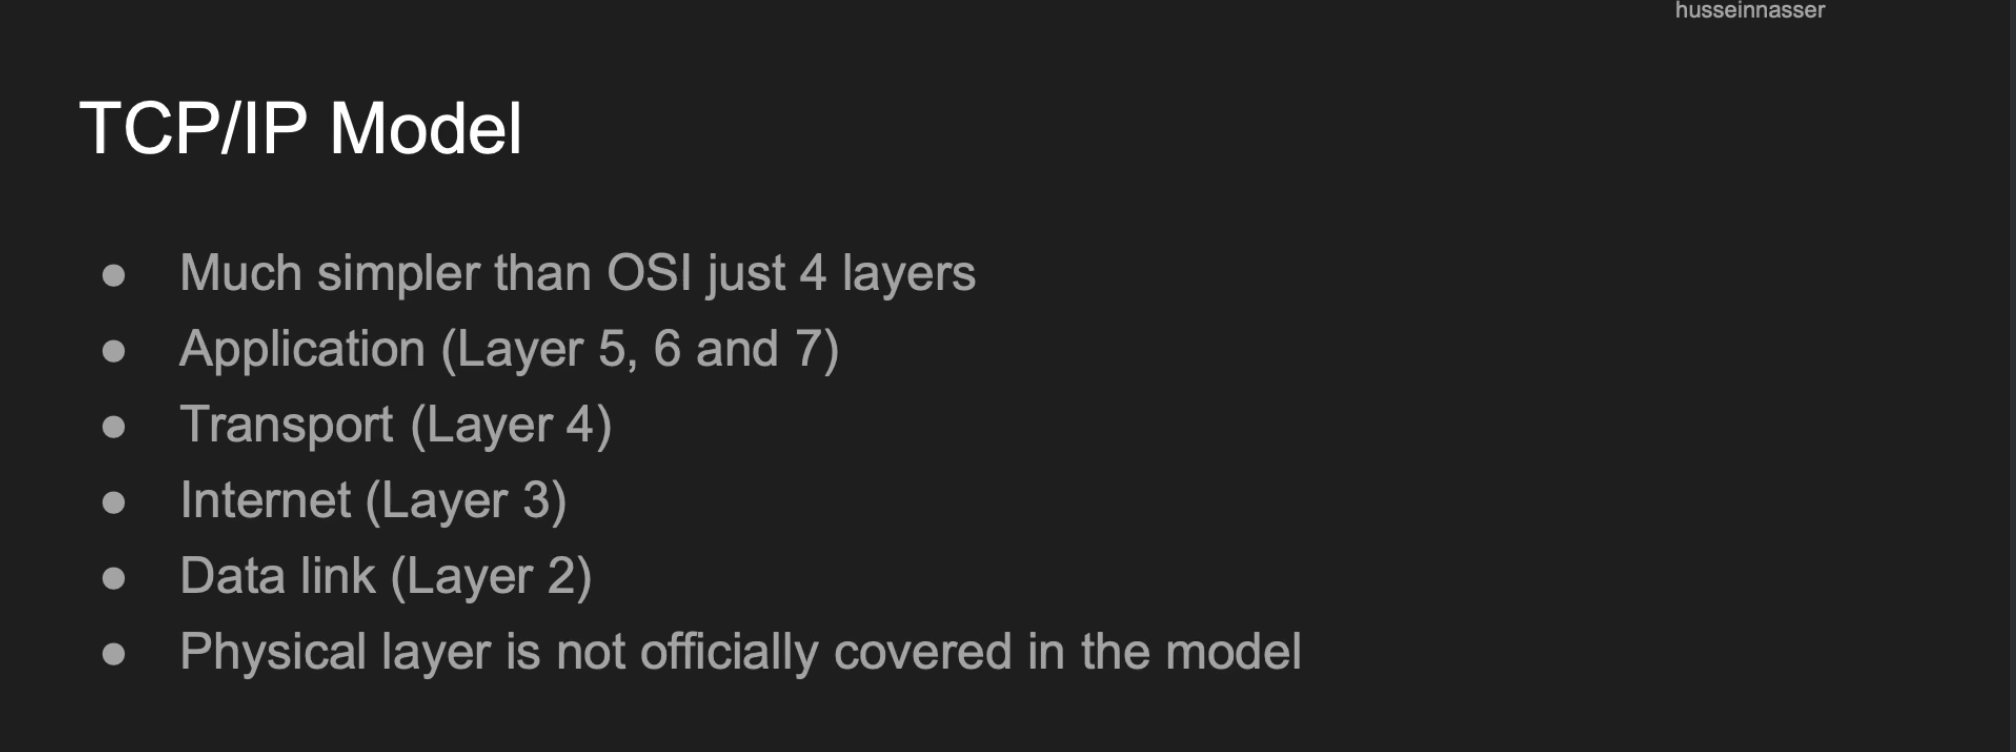 husseinnasser
TCP/IP Model
● Much simpler than OSI just 4 layers
● Application (Layer 5, 6 and 7)
● Transport (Layer 4)
● Internet (Layer 3)
● Data link (Layer 2)
● Physical layer is not officially covered in the model